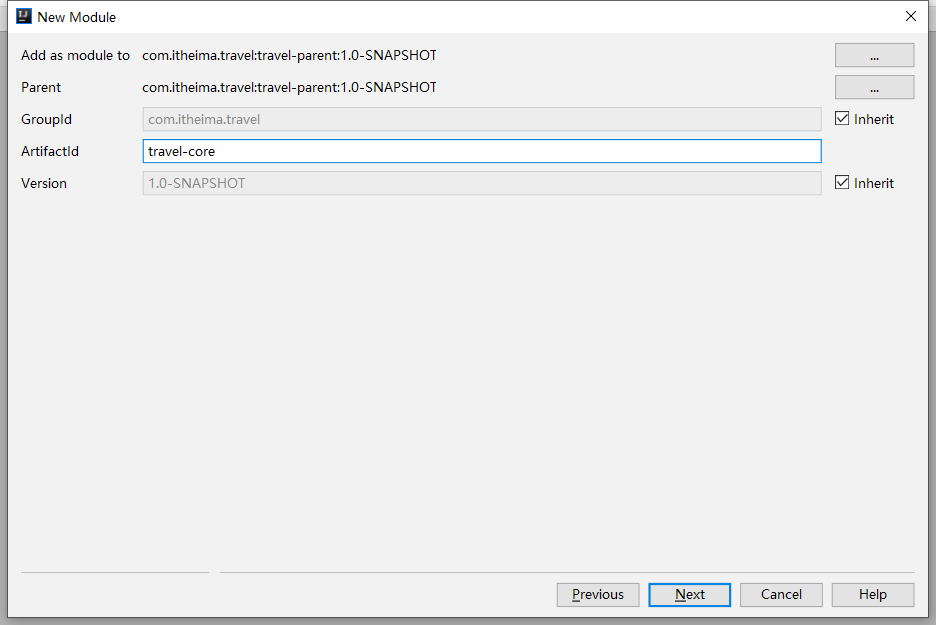 New Module
Add as module to com.itheima.travel:travel-parent:1.0-SNAPSHOT ...
Parent com.itheima.travel:travel-parent:1.0-SNAPSHOT ...
GroupId com.itheima.travel Inherit
ArtifactId travel-core
Version 1.0-SNAPSHOT Inherit
Previous Next Cancel Help